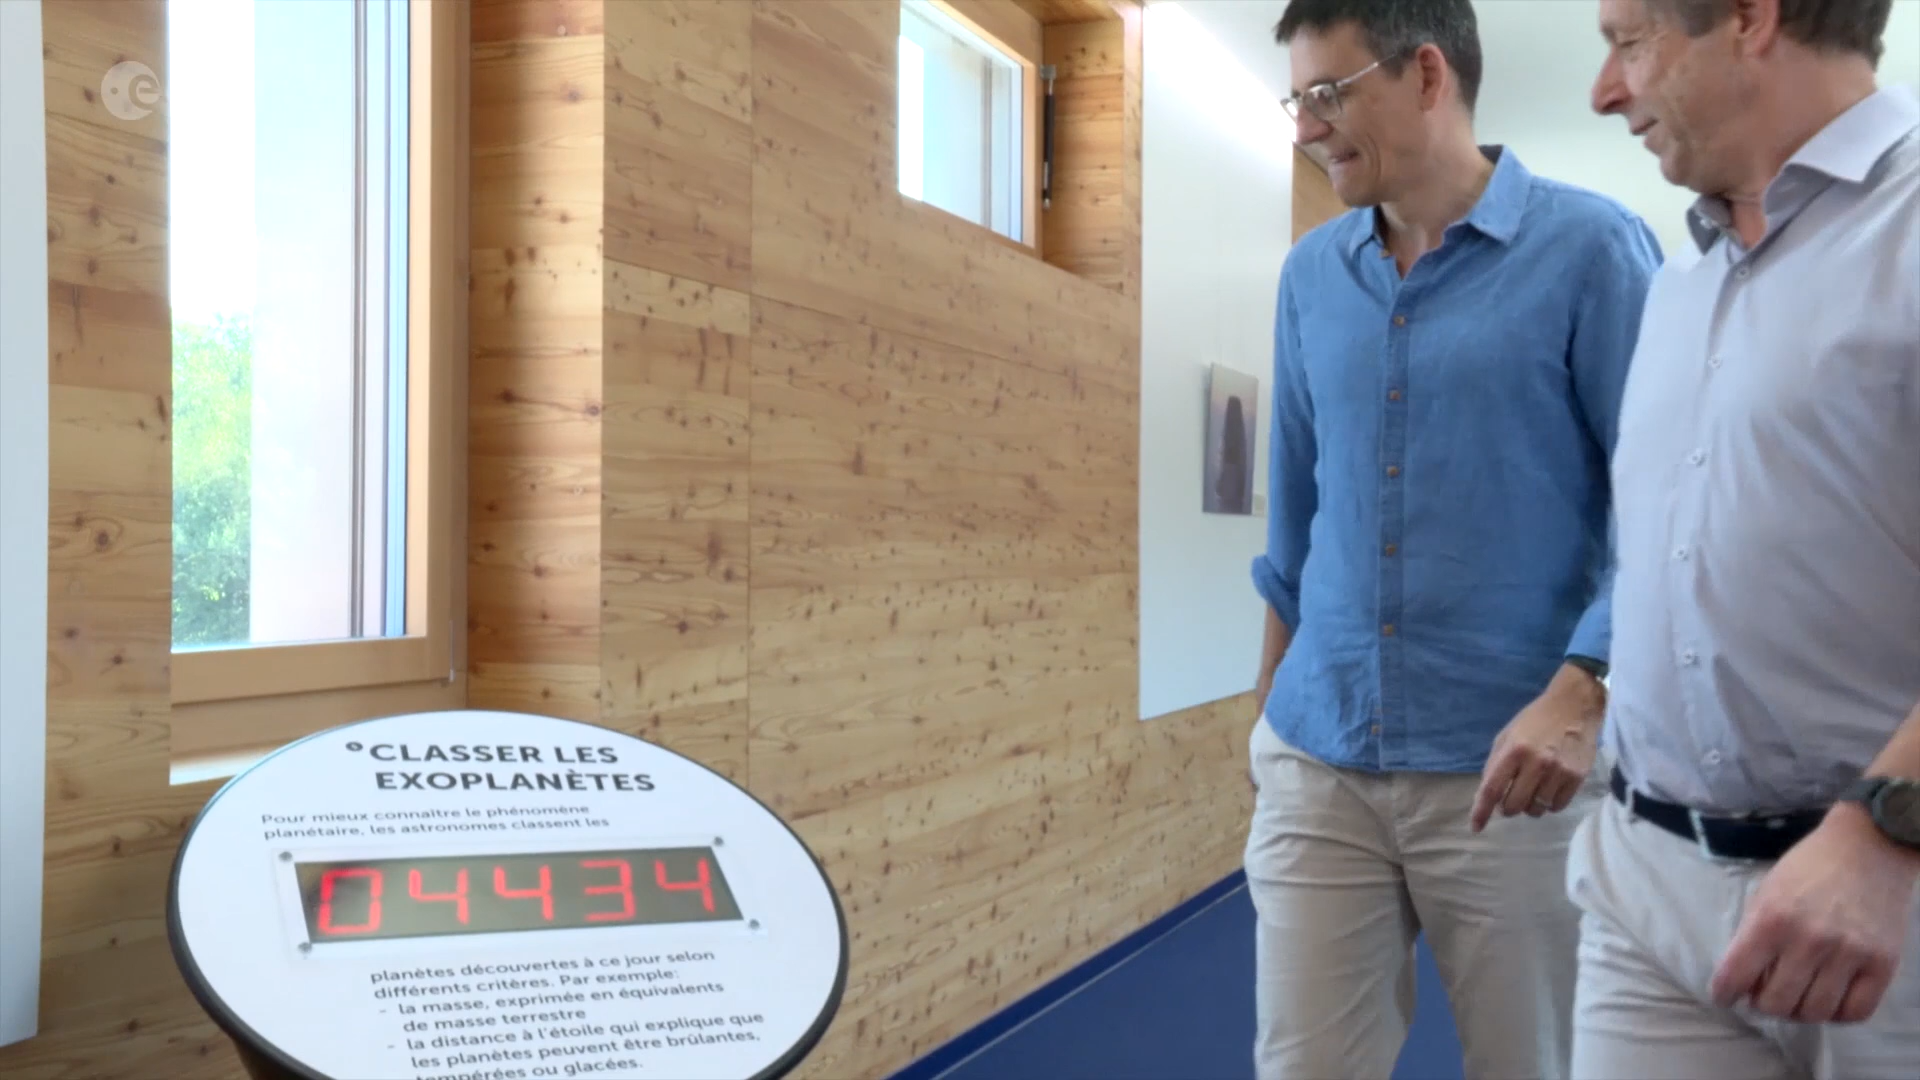 CLASSER LES
EXOPLANÈTES
Pour mieux connaître le phénomène
planétaire, les astronomes classent les
04434
planètes découvertes à ce jour selon
différents critères. Par exemple:
- la masse, exprimée en équivalents
de masse terrestre
- la distance à l'étoile qui explique que
les planètes peuvent être brûlantes,
tempérées ou glacées.